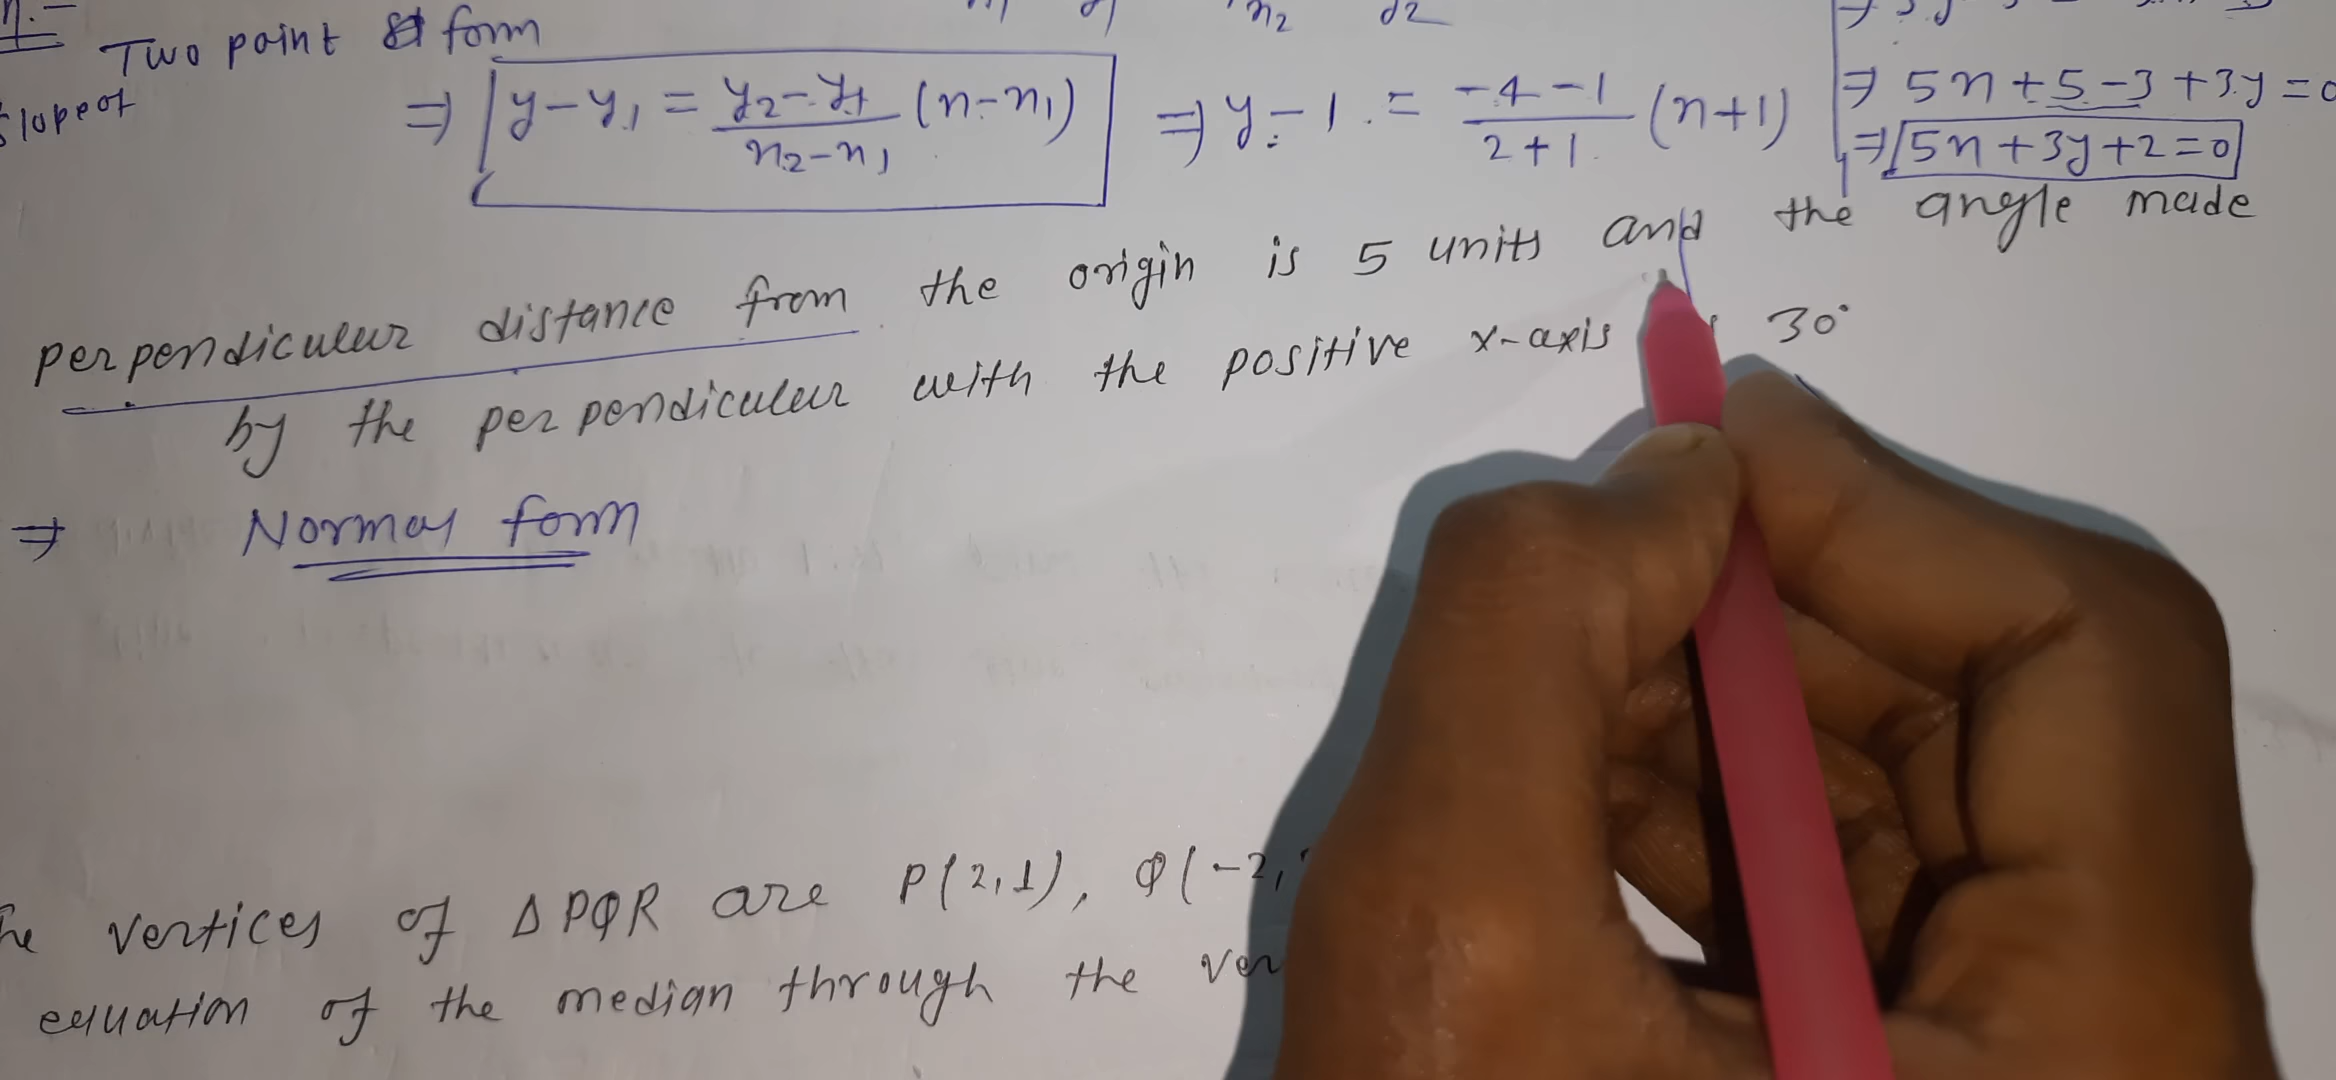 Two point form
slope of
⇒ y-y₁ = y₂-y₁/x₂-x₁ (x-x₁) ⇒ y-1 = -4-1/2+1 (x+1)
⇒ 5x+5-3+3y=0
⇒ 5x+3y+2=0
perpendicular distance from the origin is 5 units and the angle made
by the perpendicular with the positive x-axis 30°
⇒ Normal form
vertices of ΔPQR are P(2,1), Q(-2,
equation of the median through the ver